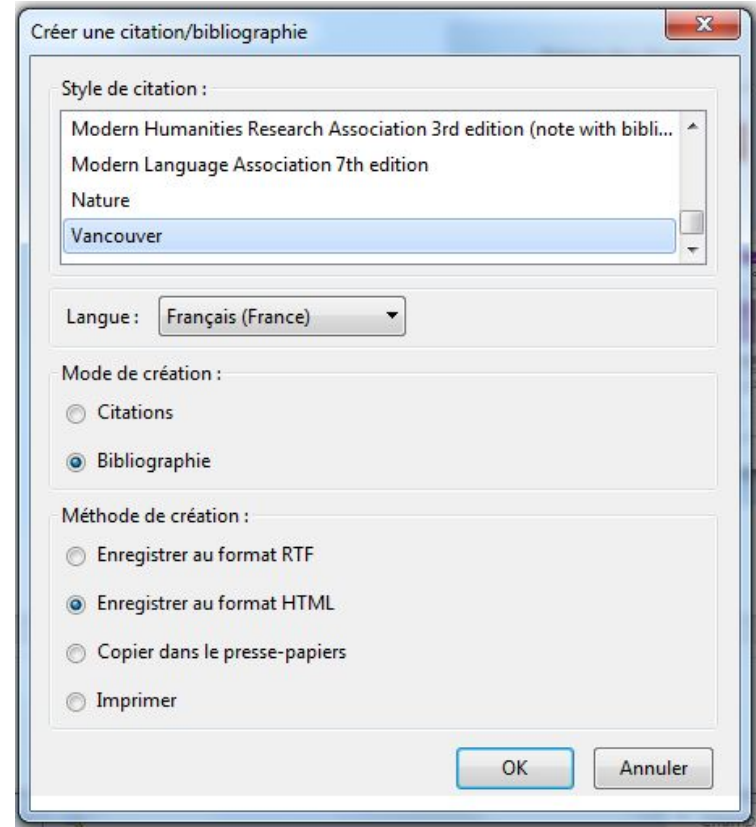 Créer une citation/bibliographie
Style de citation :
Modern Humanities Research Association 3rd edition (note with bibli...
Modern Language Association 7th edition
Nature
Vancouver
Langue : Français (France)
Mode de création :
Citations
Bibliographie
Méthode de création :
Enregistrer au format RTF
Enregistrer au format HTML
Copier dans le presse-papiers
Imprimer
OK Annuler